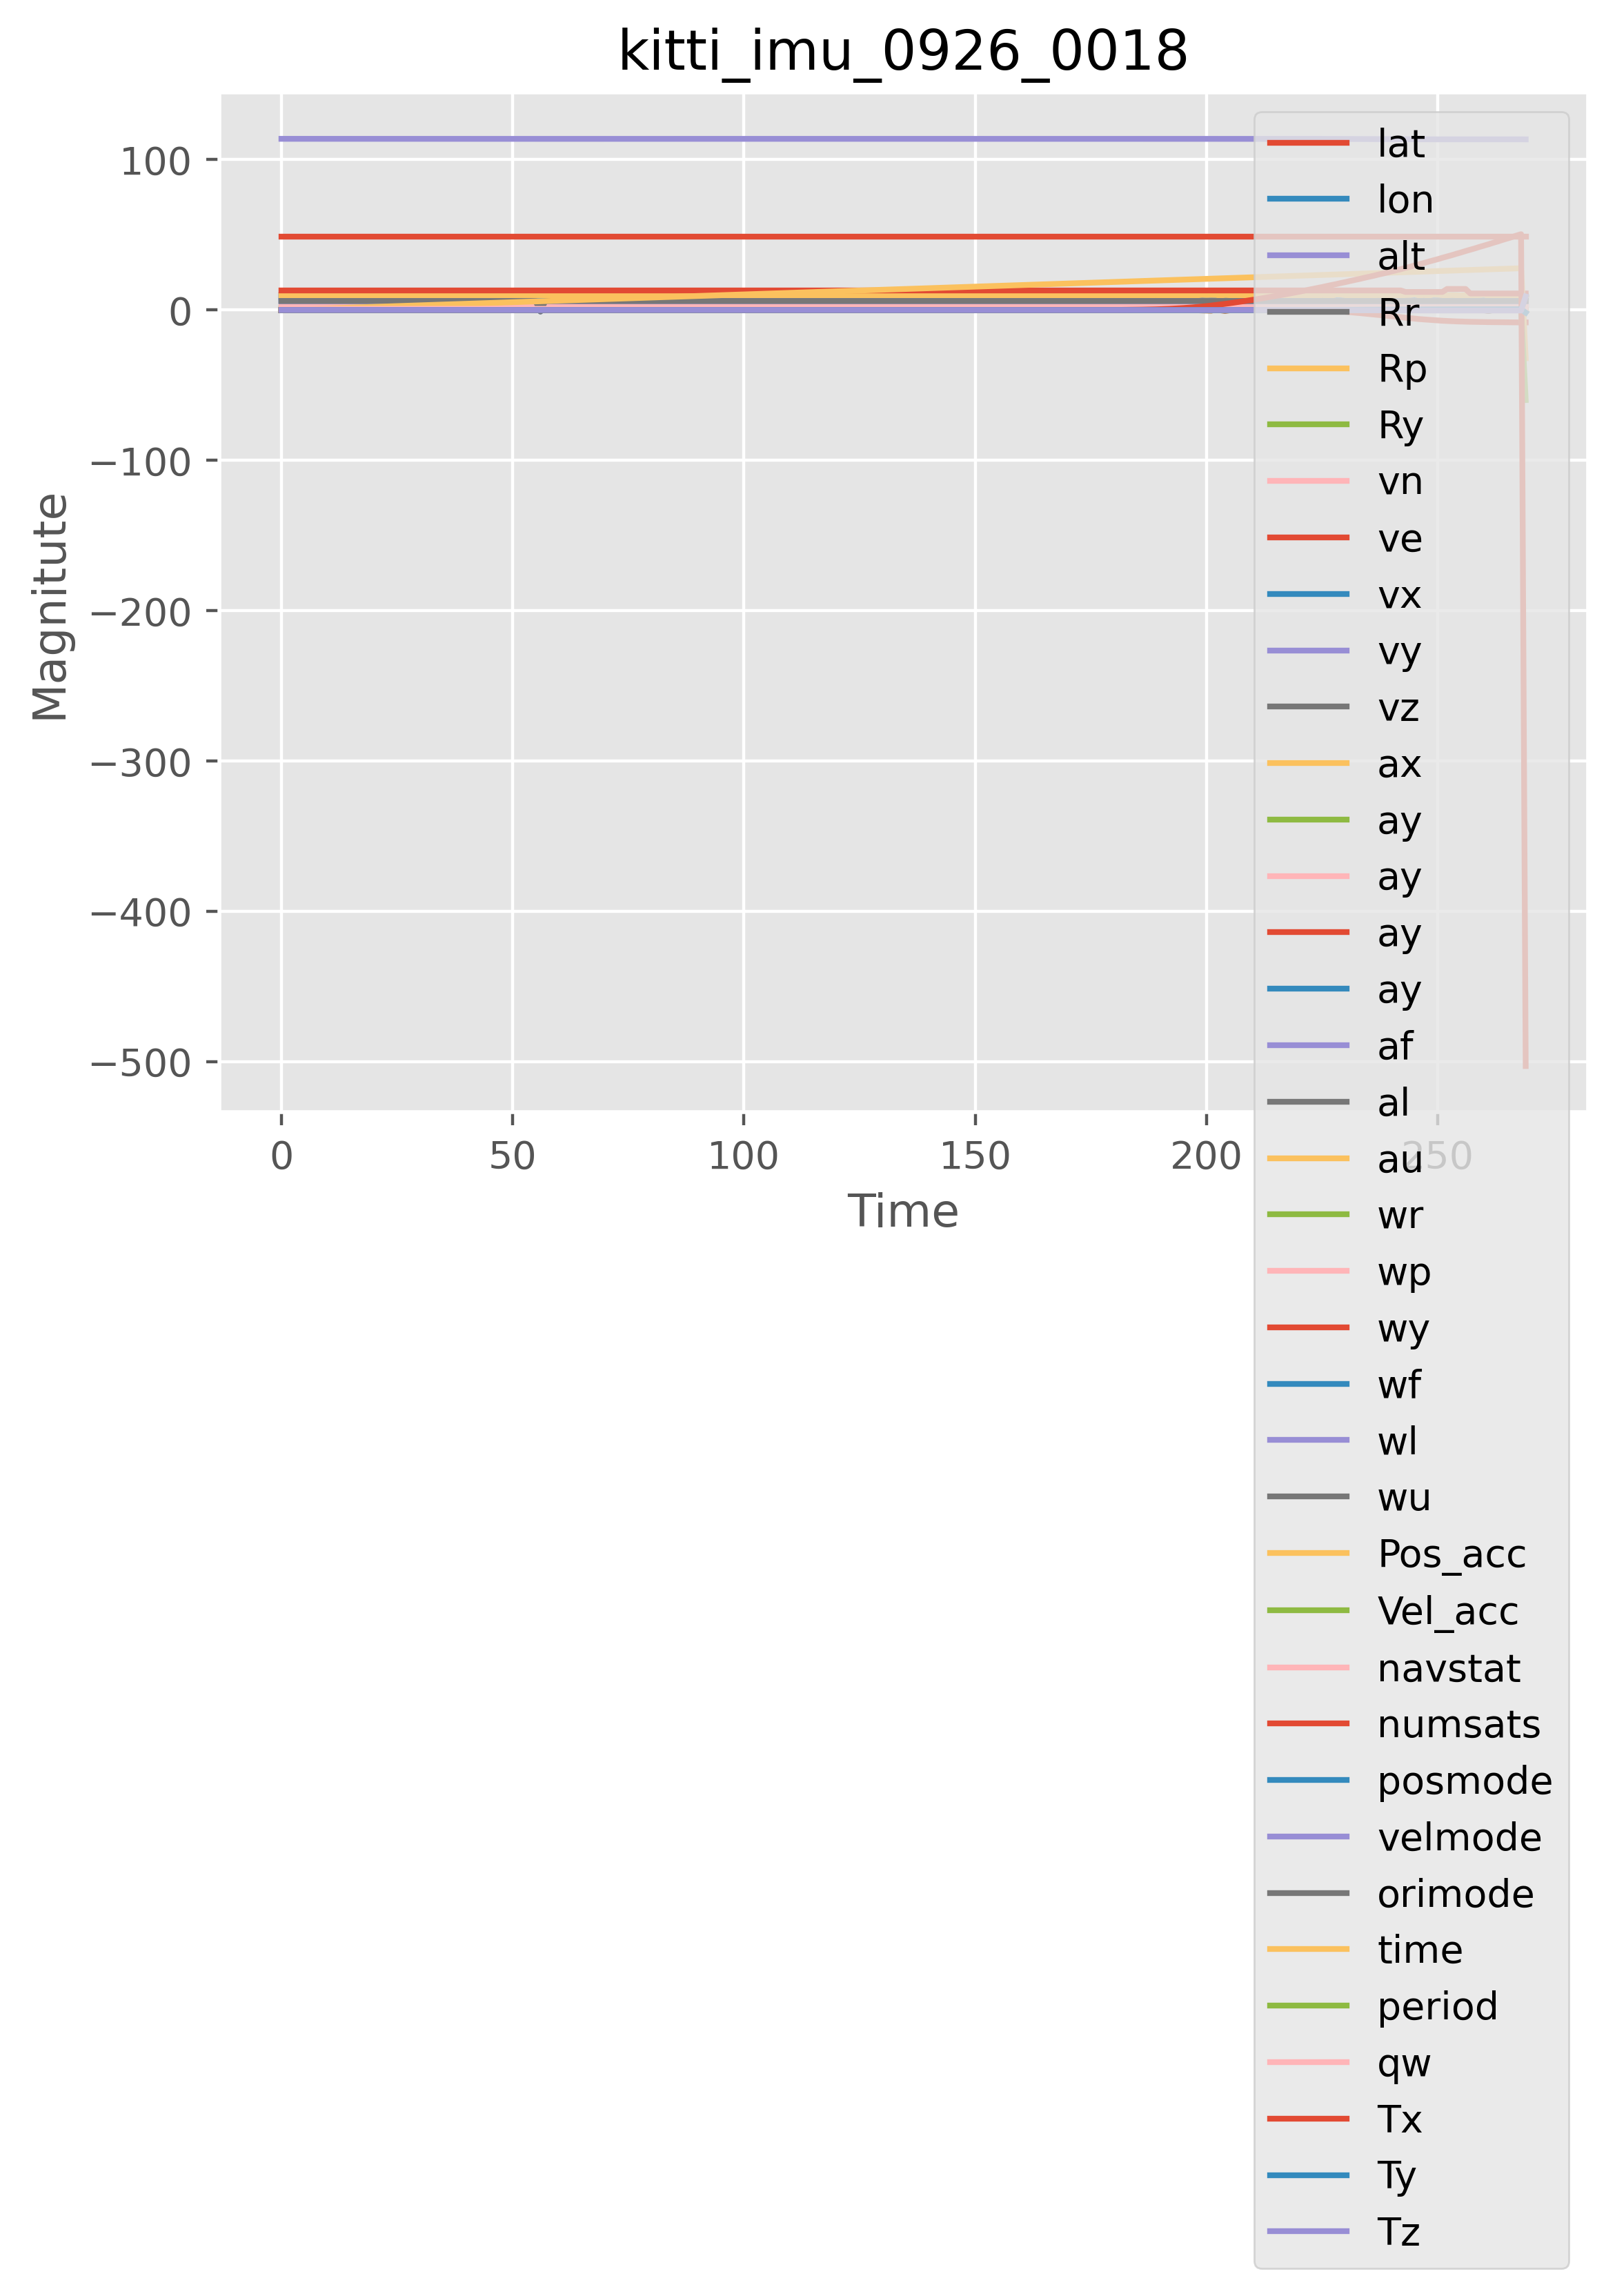 kitti_imu_0926_0018
Magnitute
100
0
−100
−200
−300
−400
−500
0 50 100 150 200 250
Time
lat
lon
alt
Rr
Rp
Ry
vn
ve
vx
vy
vz
ax
ay
ay
ay
ay
af
al
au
wr
wp
wy
wf
wl
wu
Pos_acc
Vel_acc
navstat
numsats
posmode
velmode
orimode
time
period
qw
Tx
Ty
Tz